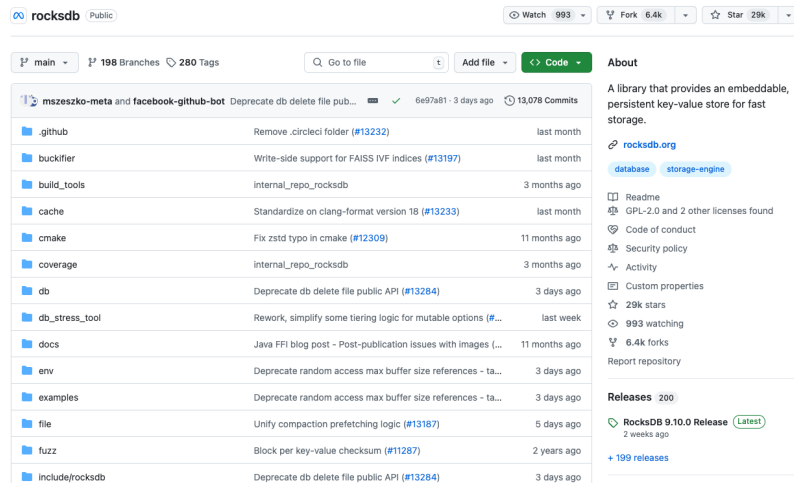 rocksdb Public Watch 993 Fork 6.4k Star 29k
main 198 Branches 280 Tags Go to file t Add file Code
mszeszko-meta and facebook-github-bot Deprecate db delete file pub... 6e97a81 · 3 days ago 13,078 Commits
.github Remove .circleci folder (#13232) last month
buckifier Write-side support for FAISS IVF indices (#13197) last month
build_tools internal_repo_rocksdb 3 months ago
cache Standardize on clang-format version 18 (#13233) last month
cmake Fix zstd typo in cmake (#12309) 11 months ago
coverage internal_repo_rocksdb 3 months ago
db Deprecate db delete file public API (#13284) 3 days ago
db_stress_tool Rework, simplify some tiering logic for mutable options (#... last week
docs Java FFI blog post - Post-publication issues with images (... 11 months ago
env Deprecate random access max buffer size references - ta... 3 days ago
examples Deprecate random access max buffer size references - ta... 3 days ago
file Unify compaction prefetching logic (#13187) 5 days ago
fuzz Block per key-value checksum (#11287) 2 years ago
include/rocksdb Deprecate db delete file public API (#13284) 3 days ago
About
A library that provides an embeddable,
persistent key-value store for fast
storage.
rocksdb.org
database storage-engine
Readme
GPL-2.0 and 2 other licenses found
Code of conduct
Security policy
Activity
Custom properties
29k stars
993 watching
6.4k forks
Report repository
Releases 200
RocksDB 9.10.0 Release Latest
2 weeks ago
+ 199 releases